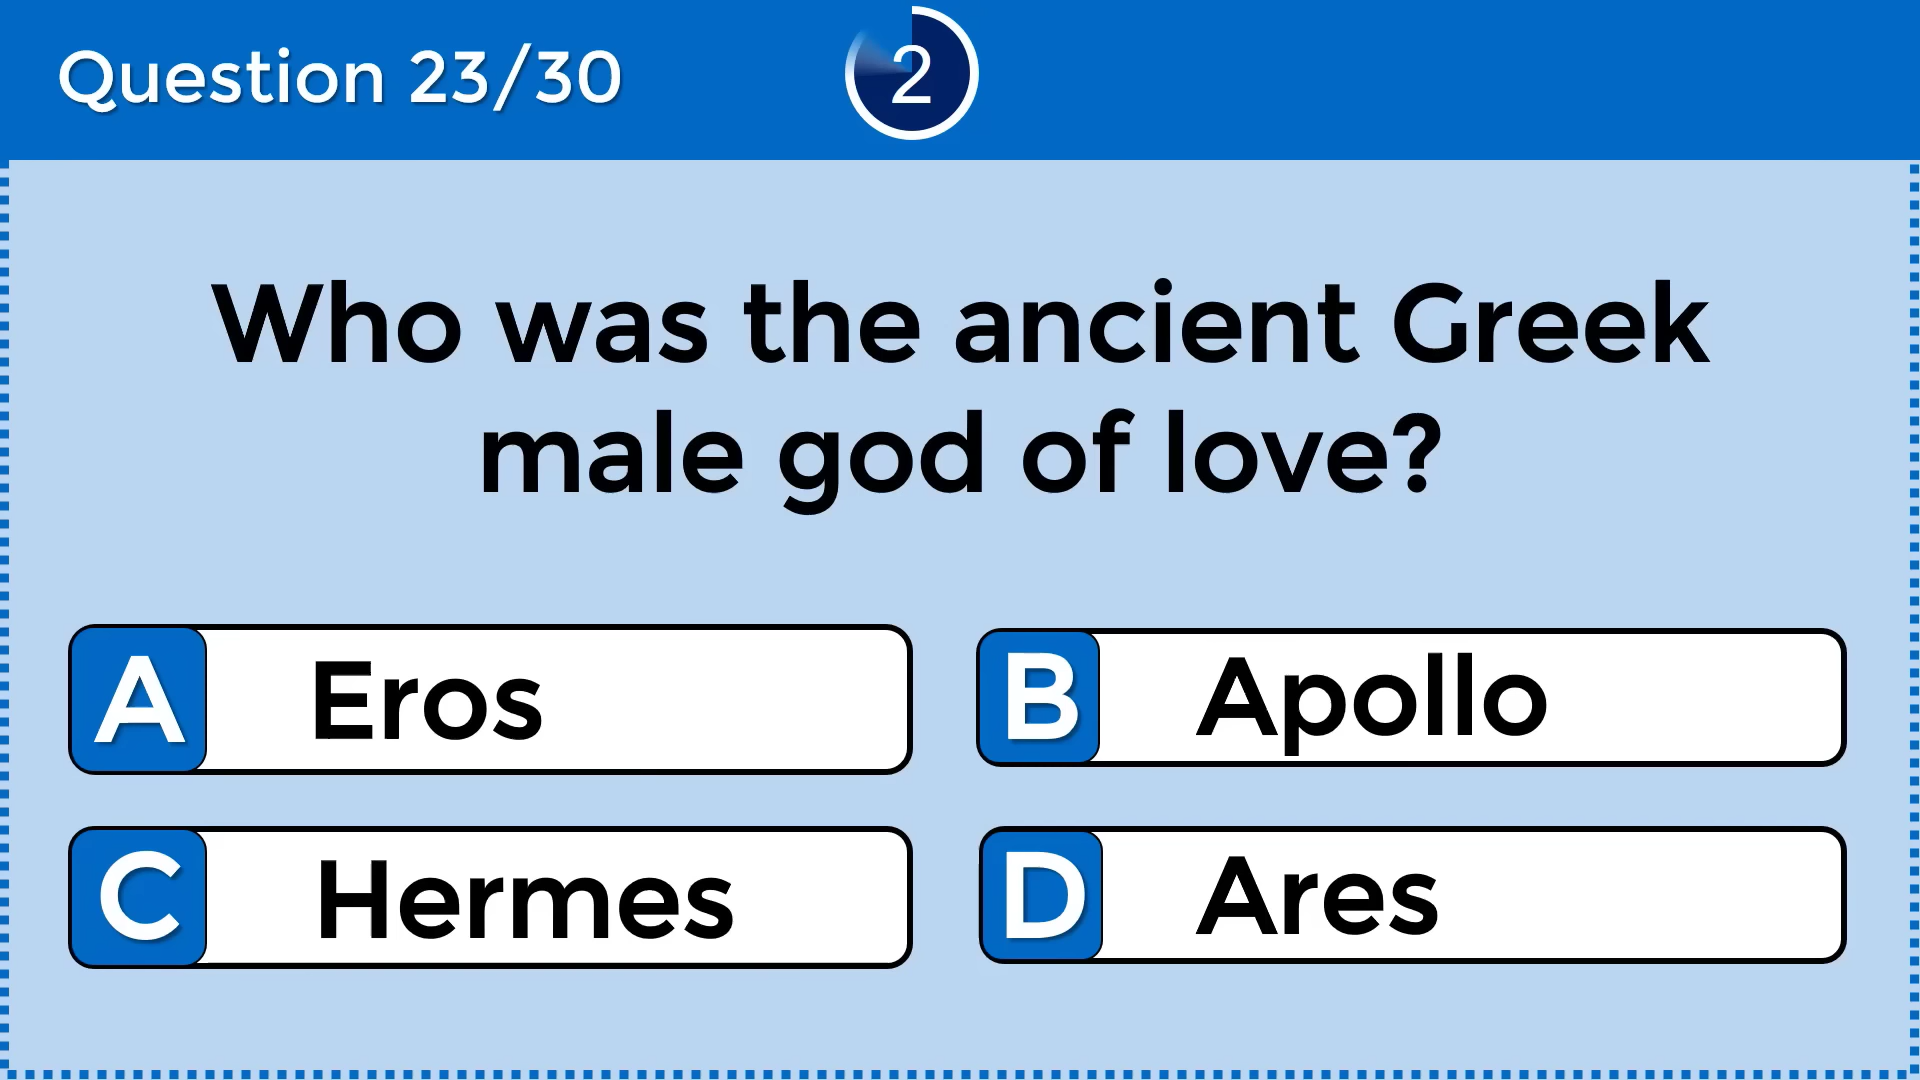 Question 23/30
2
Who was the ancient Greek
male god of love?
A Eros
B Apollo
C Hermes
D Ares